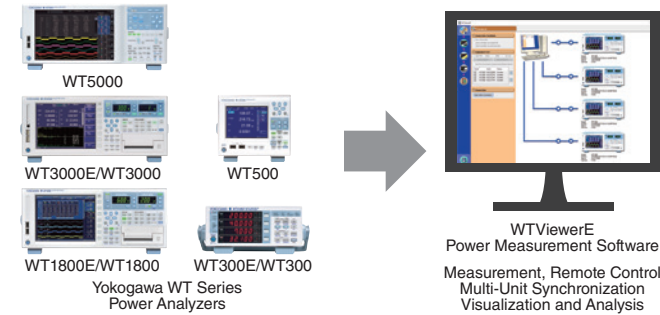 WT5000
WT3000E/WT3000
WT500
WT1800E/WT1800
WT300E/WT300
Yokogawa WT Series
Power Analyzers
WTViewerE
Power Measurement Software
Measurement, Remote Control
Multi-Unit Synchronization
Visualization and Analysis